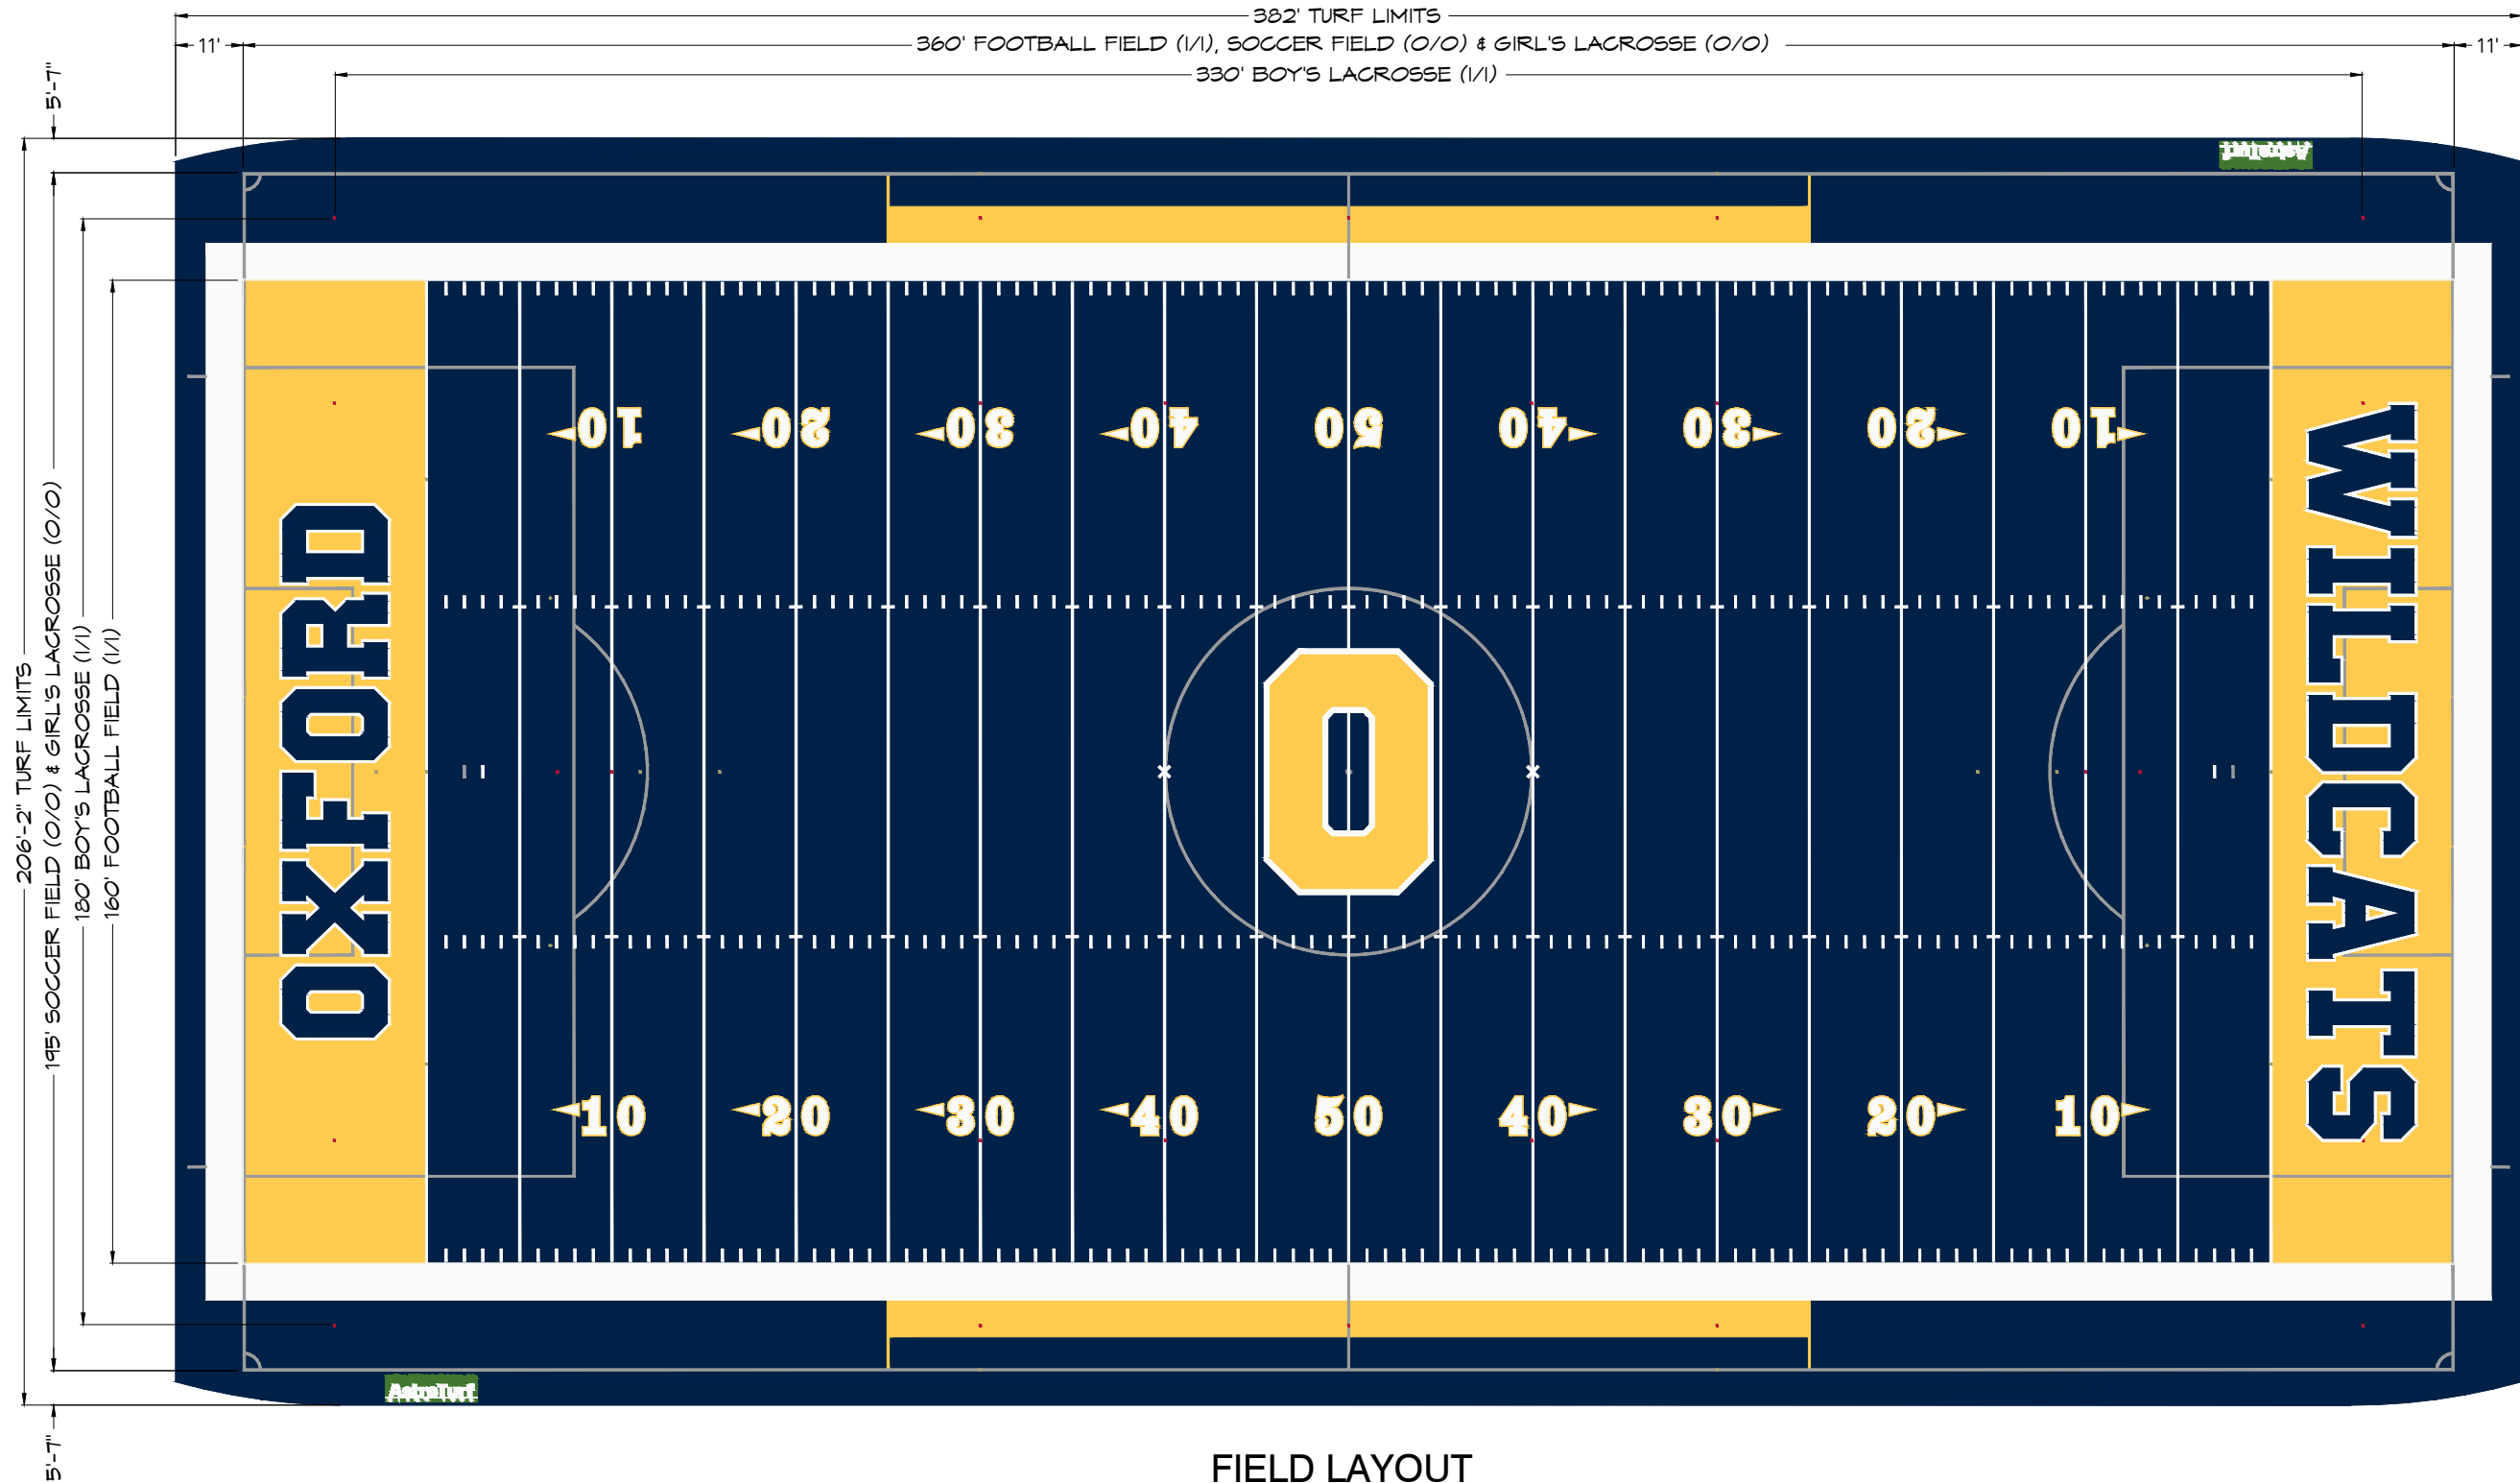 382' TURF LIMITS
11'
360' FOOTBALL FIELD (1/1), SOCCER FIELD (0/0) & GIRL'S LACROSSE (0/0)
11'
330' BOY'S LACROSSE (1/1)
5'-7"
AstroTurf
10 20 30 40 50 40 30 20 10
206'-2" TURF LIMITS
195' SOCCER FIELD (0/0) & GIRL'S LACROSSE (0/0)
180' BOY'S LACROSSE (1/1)
160' FOOTBALL FIELD (1/1)
OXFORD
O
WILDCATS
10 20 30 40 50 40 30 20 10
AstroTurf
5'-7"
FIELD LAYOUT